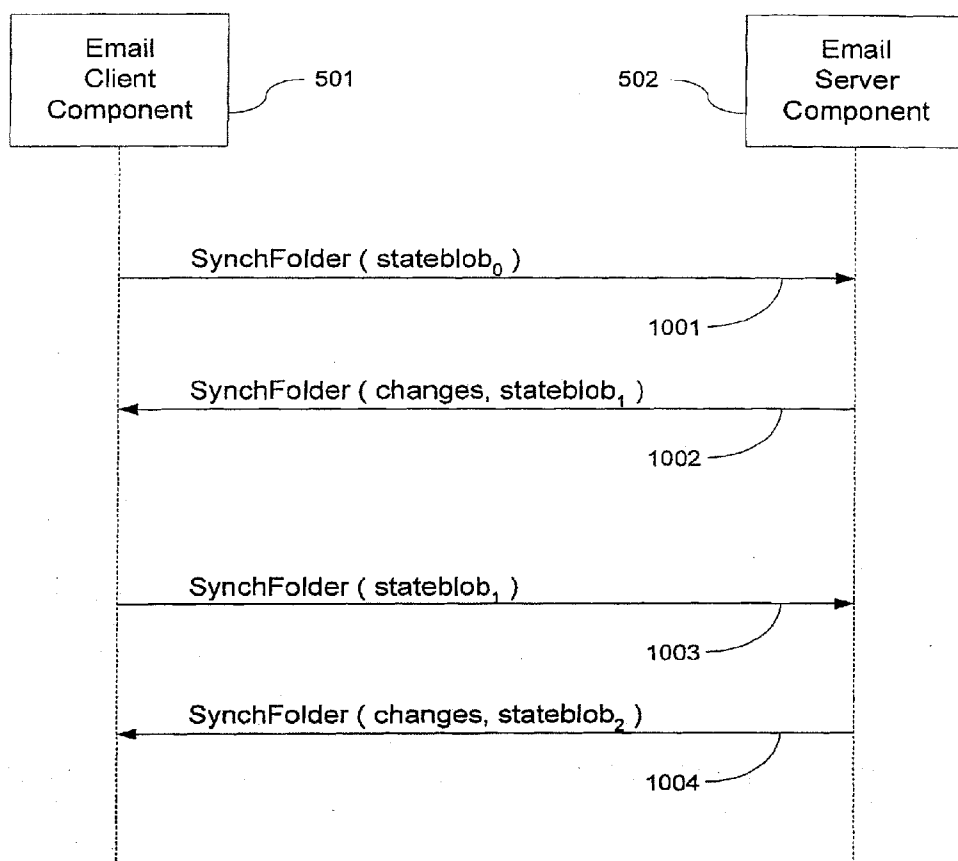 Email
Client
Component
501
502
Email
Server
Component
SynchFolder ( stateblob₀ )
1001
SynchFolder ( changes, stateblob₁ )
1002
SynchFolder ( stateblob₁ )
1003
SynchFolder ( changes, stateblob₂ )
1004